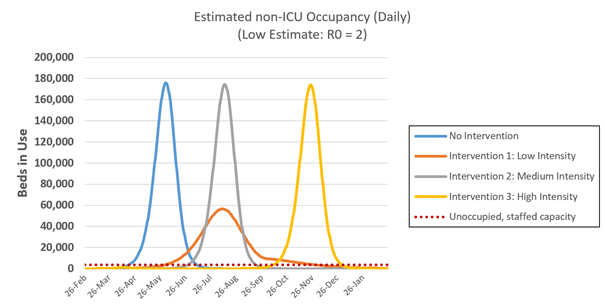 Estimated non-ICU Occupancy (Daily)
(Low Estimate: R0 = 2)
Beds in Use
200,000
180,000
160,000
140,000
120,000
100,000
80,000
60,000
40,000
20,000
0
26-Feb
26-Mar
26-Apr
26-May
26-Jun
26-Jul
26-Aug
26-Sep
26-Oct
26-Nov
26-Dec
26-Jan
No Intervention
Intervention 1: Low Intensity
Intervention 2: Medium Intensity
Intervention 3: High Intensity
Unoccupied, staffed capacity